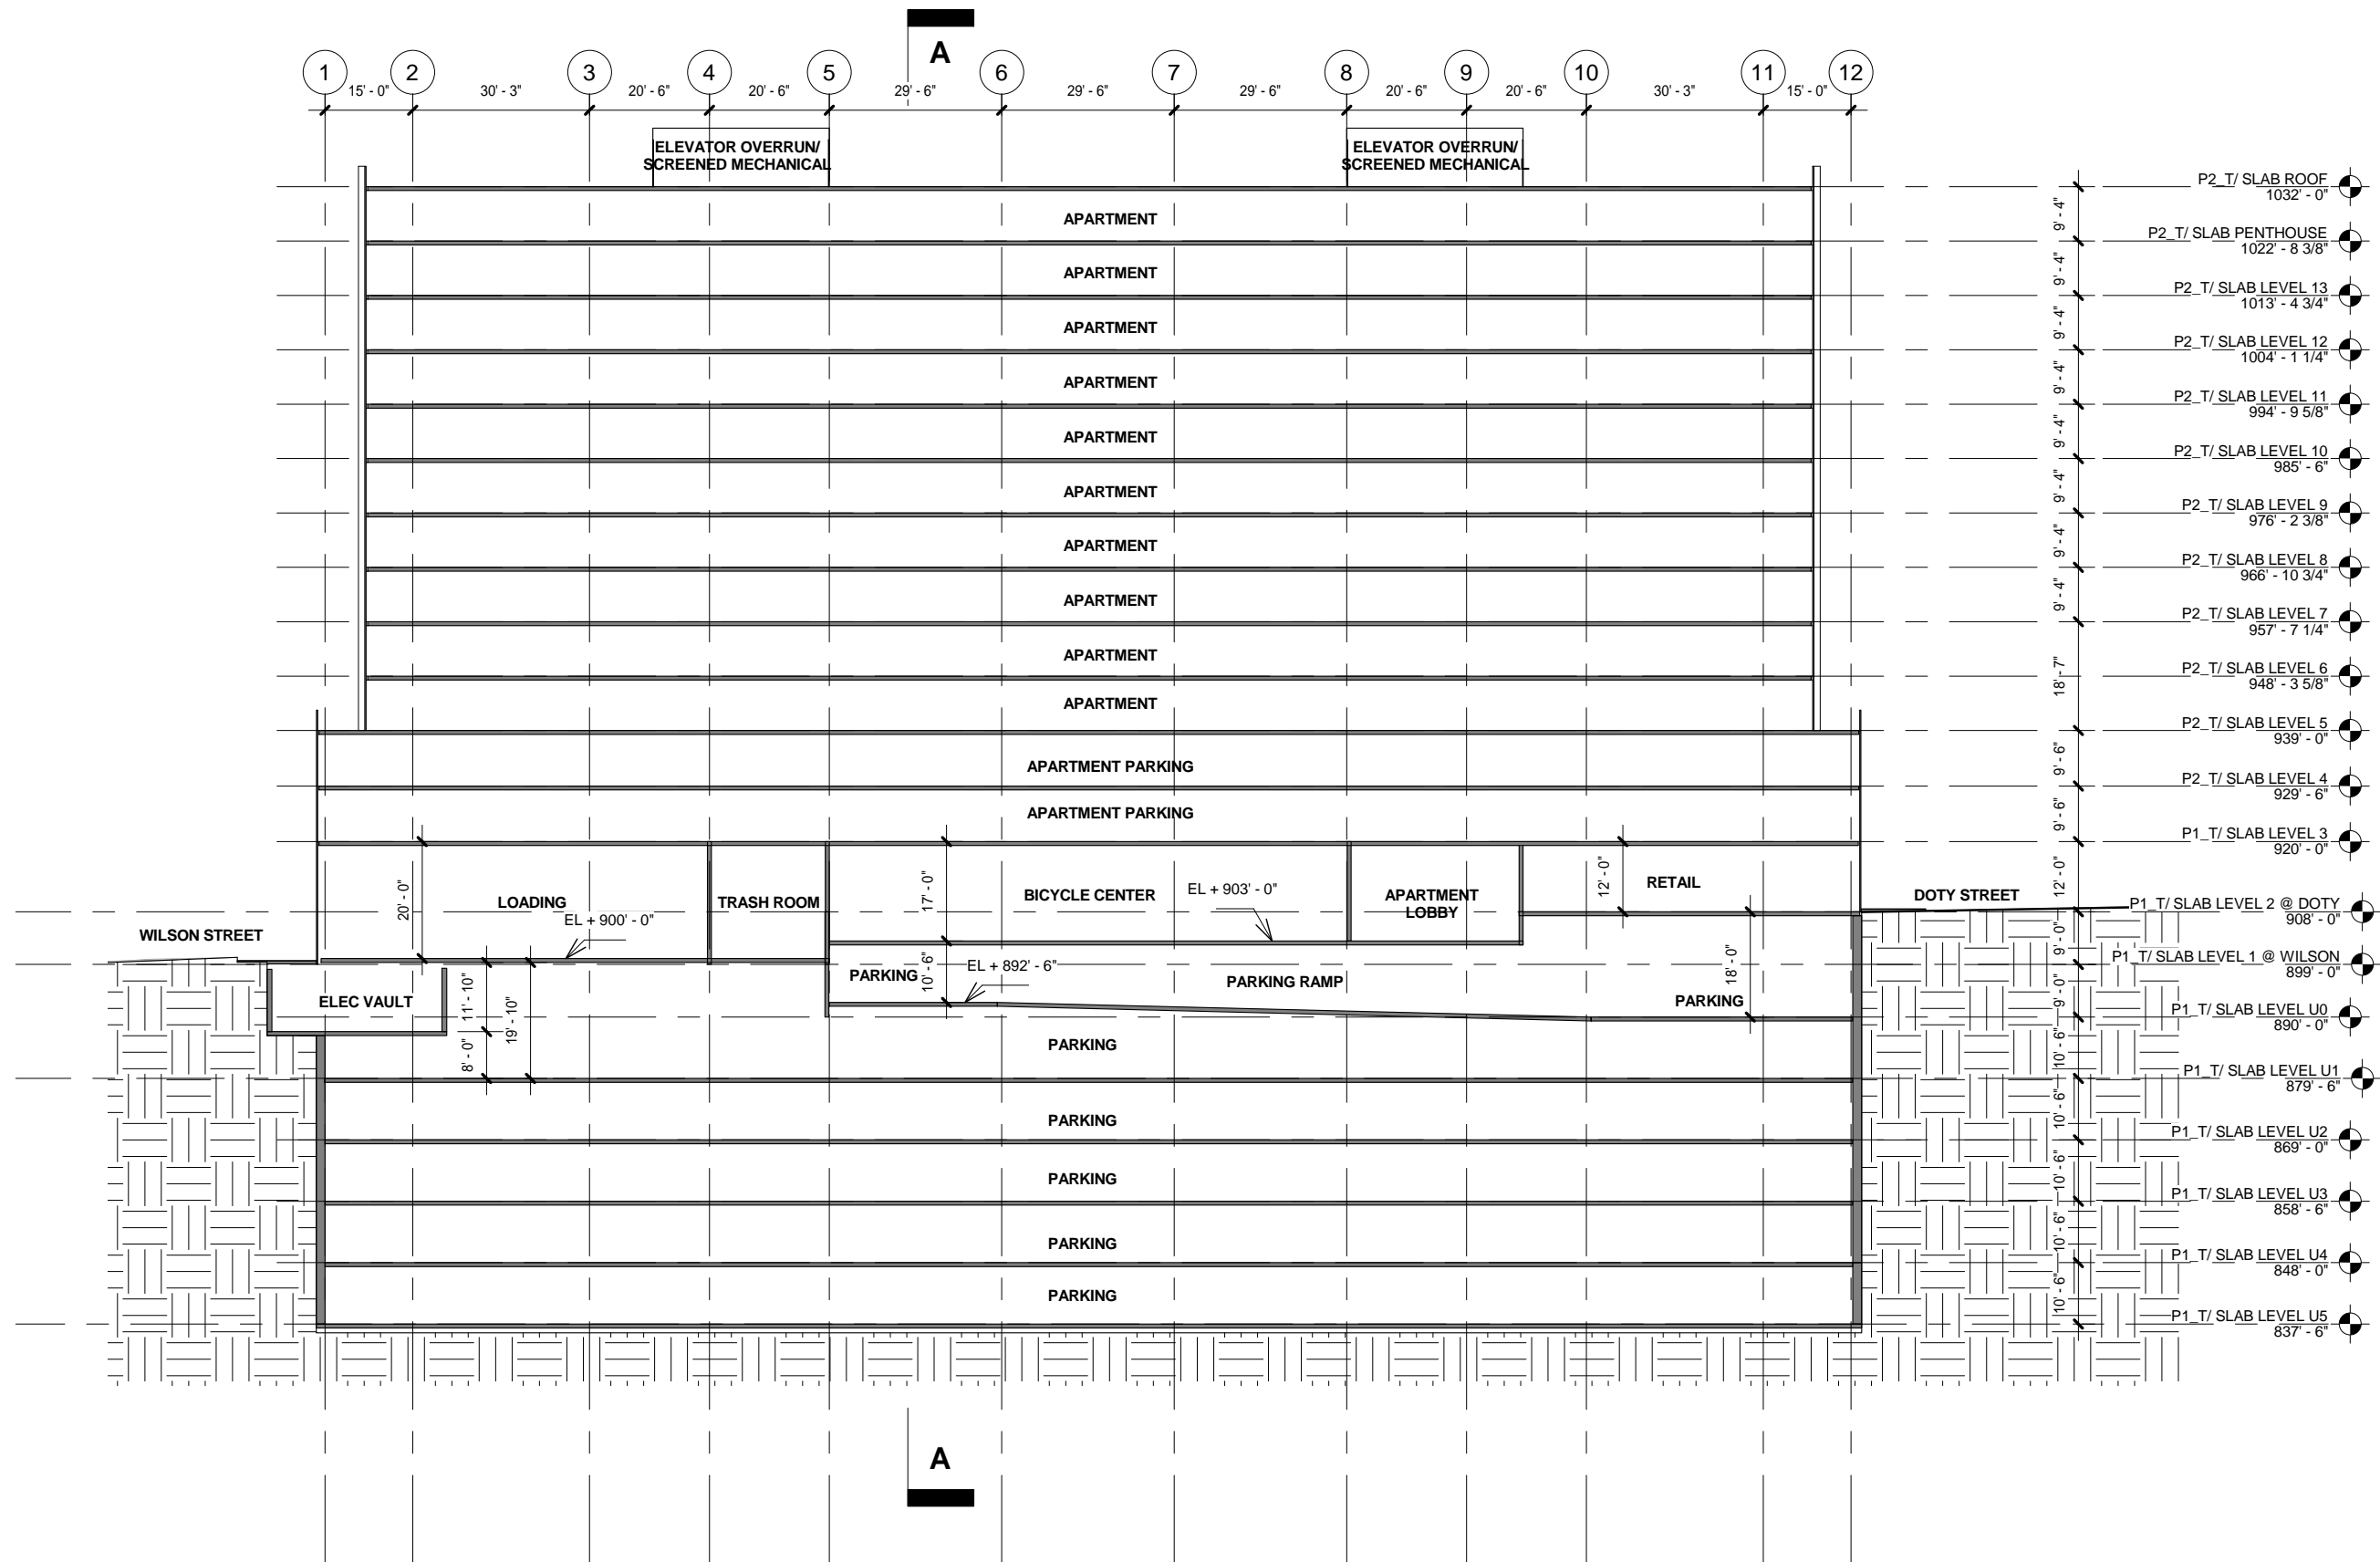 A
1 2 3 4 5 6 7 8 9 10 11 12
15' - 0" 30' - 3" 20' - 6" 20' - 6" 29' - 6" 29' - 6" 29' - 6" 20' - 6" 20' - 6" 30' - 3" 15' - 0"
ELEVATOR OVERRUN/
SCREENED MECHANICAL
ELEVATOR OVERRUN/
SCREENED MECHANICAL
P2_T/ SLAB ROOF
1032' - 0"
9' - 4"
APARTMENT
P2_T/ SLAB PENTHOUSE
1022' - 8 3/8"
9' - 4"
APARTMENT
P2_T/ SLAB LEVEL 13
1013' - 4 3/4"
9' - 4"
APARTMENT
P2_T/ SLAB LEVEL 12
1004' - 1 1/4"
9' - 4"
APARTMENT
P2_T/ SLAB LEVEL 11
994' - 9 5/8"
9' - 4"
APARTMENT
P2_T/ SLAB LEVEL 10
985' - 6"
9' - 4"
APARTMENT
P2_T/ SLAB LEVEL 9
976' - 2 3/8"
9' - 4"
APARTMENT
P2_T/ SLAB LEVEL 8
966' - 10 3/4"
9' - 4"
APARTMENT
P2_T/ SLAB LEVEL 7
957' - 7 1/4"
APARTMENT
P2_T/ SLAB LEVEL 6
948' - 3 5/8"
18' - 7"
APARTMENT
P2_T/ SLAB LEVEL 5
939' - 0"
APARTMENT PARKING
9' - 6"
P2_T/ SLAB LEVEL 4
929' - 6"
APARTMENT PARKING
9' - 6"
P1_T/ SLAB LEVEL 3
920' - 0"
20' - 0"
LOADING
EL + 900' - 0"
TRASH ROOM
17' - 0"
BICYCLE CENTER
EL + 903' - 0"
APARTMENT
LOBBY
12' - 0"
RETAIL
DOTY STREET
12' - 0"
P1_T/ SLAB LEVEL 2 @ DOTY
908' - 0"
WILSON STREET
9' - 0"
P1_T/ SLAB LEVEL 1 @ WILSON
899' - 0"
ELEC VAULT
11' - 10"
8' - 0"
19' - 10"
PARKING
10' - 6"
EL + 892' - 6"
PARKING RAMP
PARKING
18' - 0"
9' - 0"
P1_T/ SLAB LEVEL U0
890' - 0"
PARKING
10' - 6"
P1_T/ SLAB LEVEL U1
879' - 6"
PARKING
10' - 6"
P1_T/ SLAB LEVEL U2
869' - 0"
PARKING
10' - 6"
P1_T/ SLAB LEVEL U3
858' - 6"
PARKING
10' - 6"
P1_T/ SLAB LEVEL U4
848' - 0"
PARKING
10' - 6"
P1_T/ SLAB LEVEL U5
837' - 6"
A